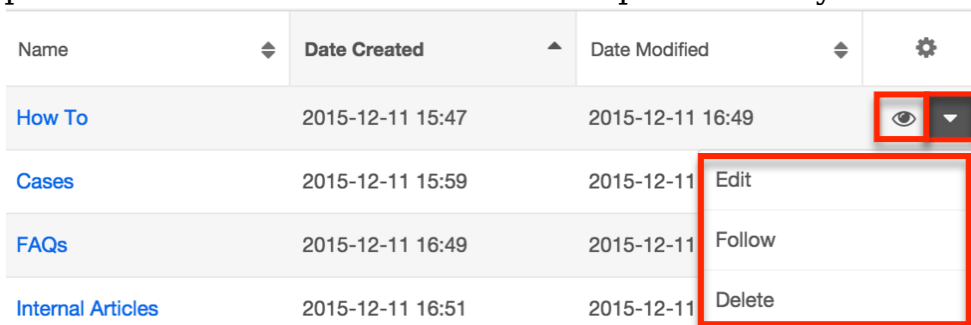 Name Date Created Date Modified
How To 2015-12-11 15:47 2015-12-11 16:49
Cases 2015-12-11 15:59 2015-12-11 Edit
FAQs 2015-12-11 16:49 2015-12-11 Follow
Internal Articles 2015-12-11 16:51 2015-12-11 Delete